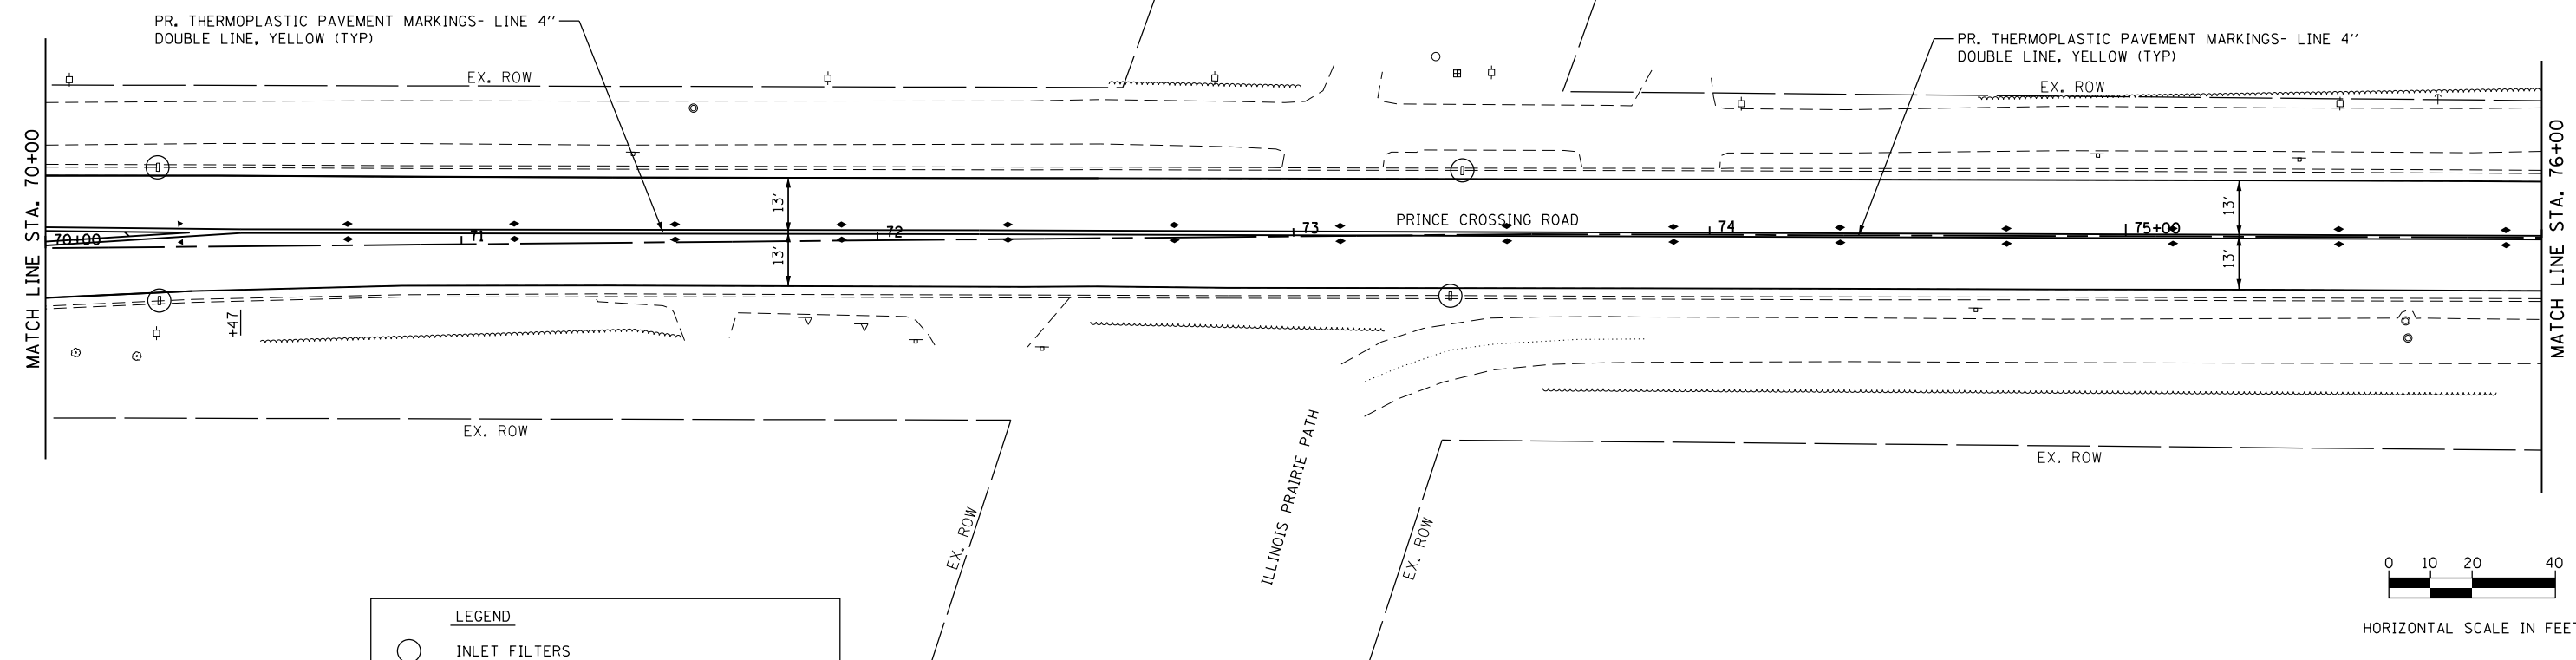 PR. THERMOPLASTIC PAVEMENT MARKINGS- LINE 4''
DOUBLE LINE, YELLOW (TYP)
PR. THERMOPLASTIC PAVEMENT MARKINGS- LINE 4''
DOUBLE LINE, YELLOW (TYP)
EX. ROW
EX. ROW
MATCH LINE STA. 70+00
MATCH LINE STA. 76+00
13'
13'
PRINCE CROSSING ROAD
70+00
71
72
73
74
75+00
13'
13'
+47
EX. ROW
EX. ROW
EX. ROW
ILLINOIS PRAIRIE PATH
EX. ROW
0 10 20 40
HORIZONTAL SCALE IN FEET
LEGEND
INLET FILTERS